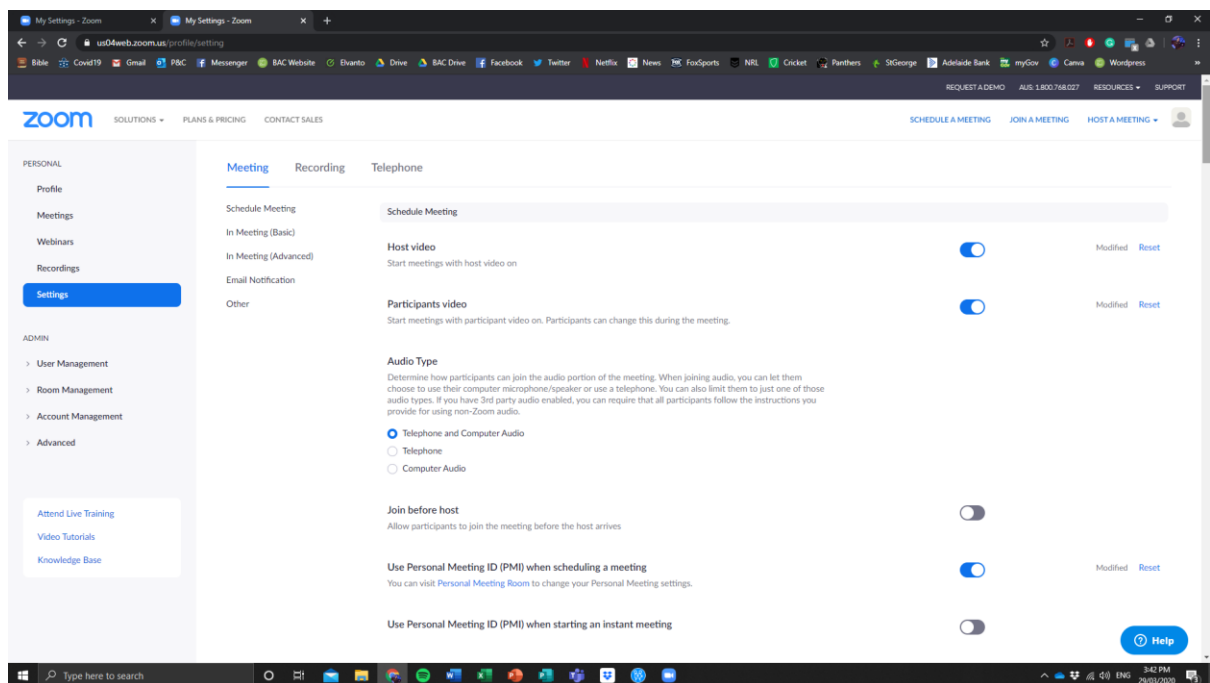 My Settings - Zoom
My Settings - Zoom
us04web.zoom.us/profile/setting
Bible Covid19 Gmail P&C Messenger BAC Website Elvanto Drive BAC Drive Facebook Twitter Netflix News FoxSports NRL Cricket Panthers StGeorge Adelaide Bank myGov Canva Wordpress
REQUEST A DEMO AUS: 1.800.768.027 RESOURCES SUPPORT
zoom SOLUTIONS PLANS & PRICING CONTACT SALES SCHEDULE A MEETING JOIN A MEETING HOST A MEETING
PERSONAL
Profile
Meetings
Webinars
Recordings
Settings
ADMIN
User Management
Room Management
Account Management
Advanced
Attend Live Training
Video Tutorials
Knowledge Base
Meeting Recording Telephone
Schedule Meeting
In Meeting (Basic)
In Meeting (Advanced)
Email Notification
Other
Schedule Meeting
Host video
Start meetings with host video on
Modified Reset
Participants video
Start meetings with participant video on. Participants can change this during the meeting.
Modified Reset
Audio Type
Determine how participants can join the audio portion of the meeting. When joining audio, you can let them
choose to use their computer microphone/speaker or use a telephone. You can also limit them to just one of those
audio types. If you have 3rd party audio enabled, you can require that all participants follow the instructions you
provide for using non-Zoom audio.
Telephone and Computer Audio
Telephone
Computer Audio
Join before host
Allow participants to join the meeting before the host arrives
Use Personal Meeting ID (PMI) when scheduling a meeting
You can visit Personal Meeting Room to change your Personal Meeting settings.
Modified Reset
Use Personal Meeting ID (PMI) when starting an instant meeting
Help
Type here to search
ENG
3:42 PM
29/03/2020